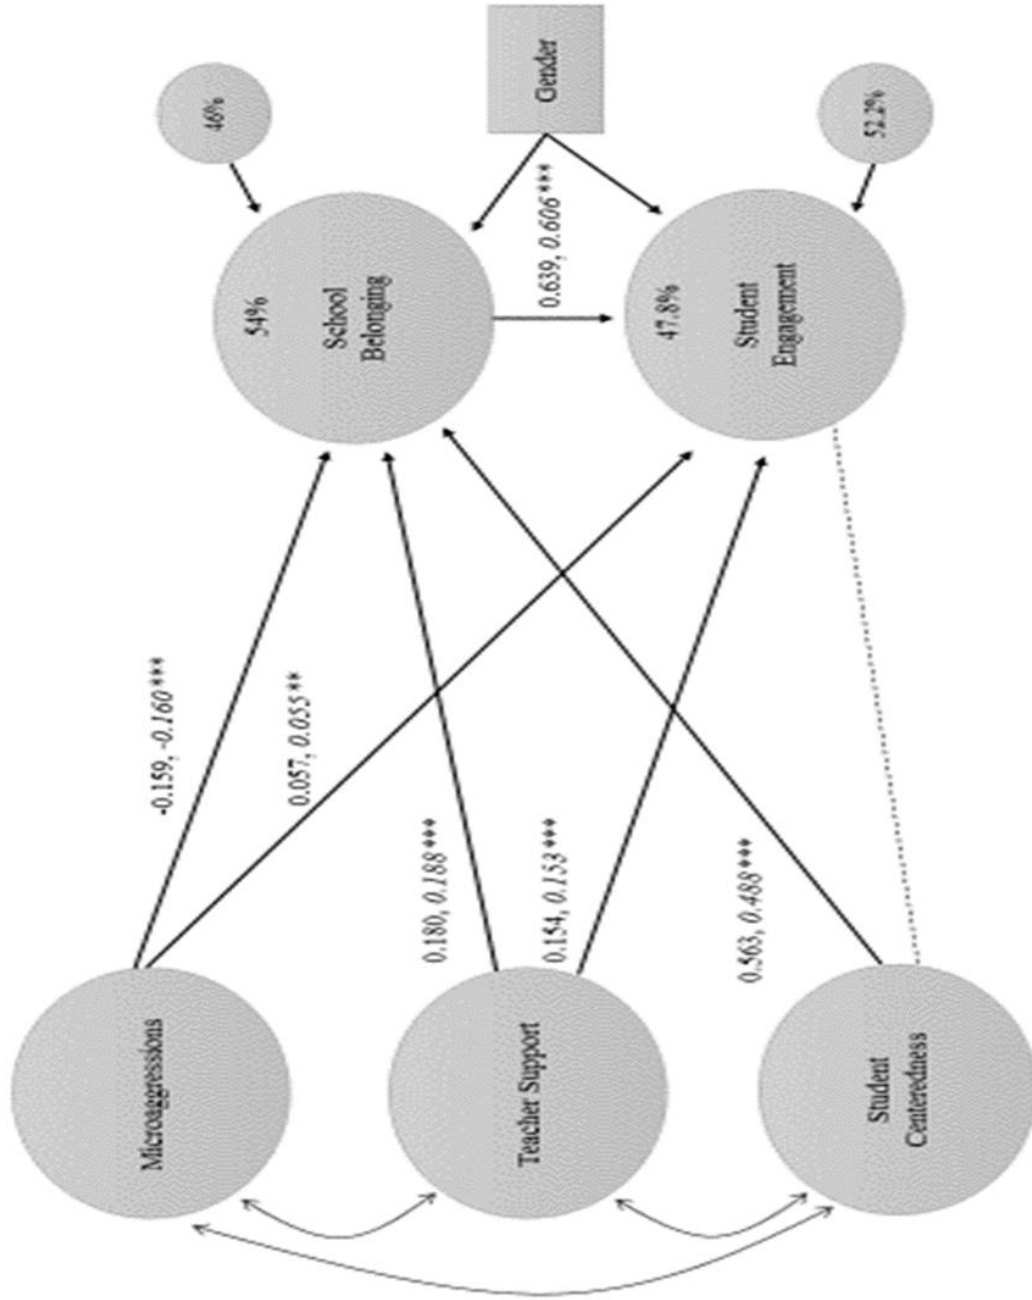 Microaggressions
Teacher Support
Student
Centeredness
-0.159, -0.160***
0.057, 0.055**
0.180, 0.188***
0.154, 0.153***
0.563, 0.488***
54%
School
Belonging
0.639, 0.606***
47.8%
Student
Engagement
46%
Gender
52.2%